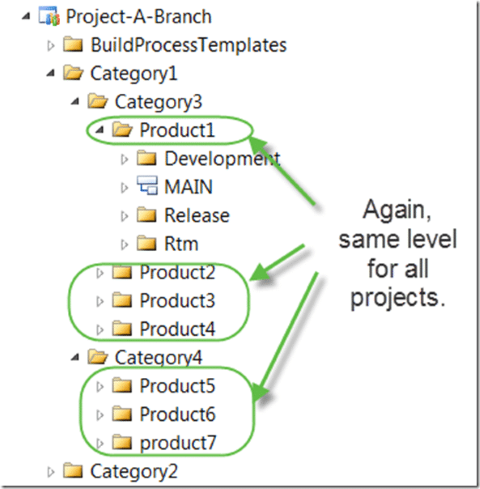 Project-A-Branch
BuildProcessTemplates
Category1
Category3
Product1
Development
MAIN
Release
Rtm
Product2
Product3
Product4
Category4
Product5
Product6
product7
Category2
Again,
same level
for all
projects.